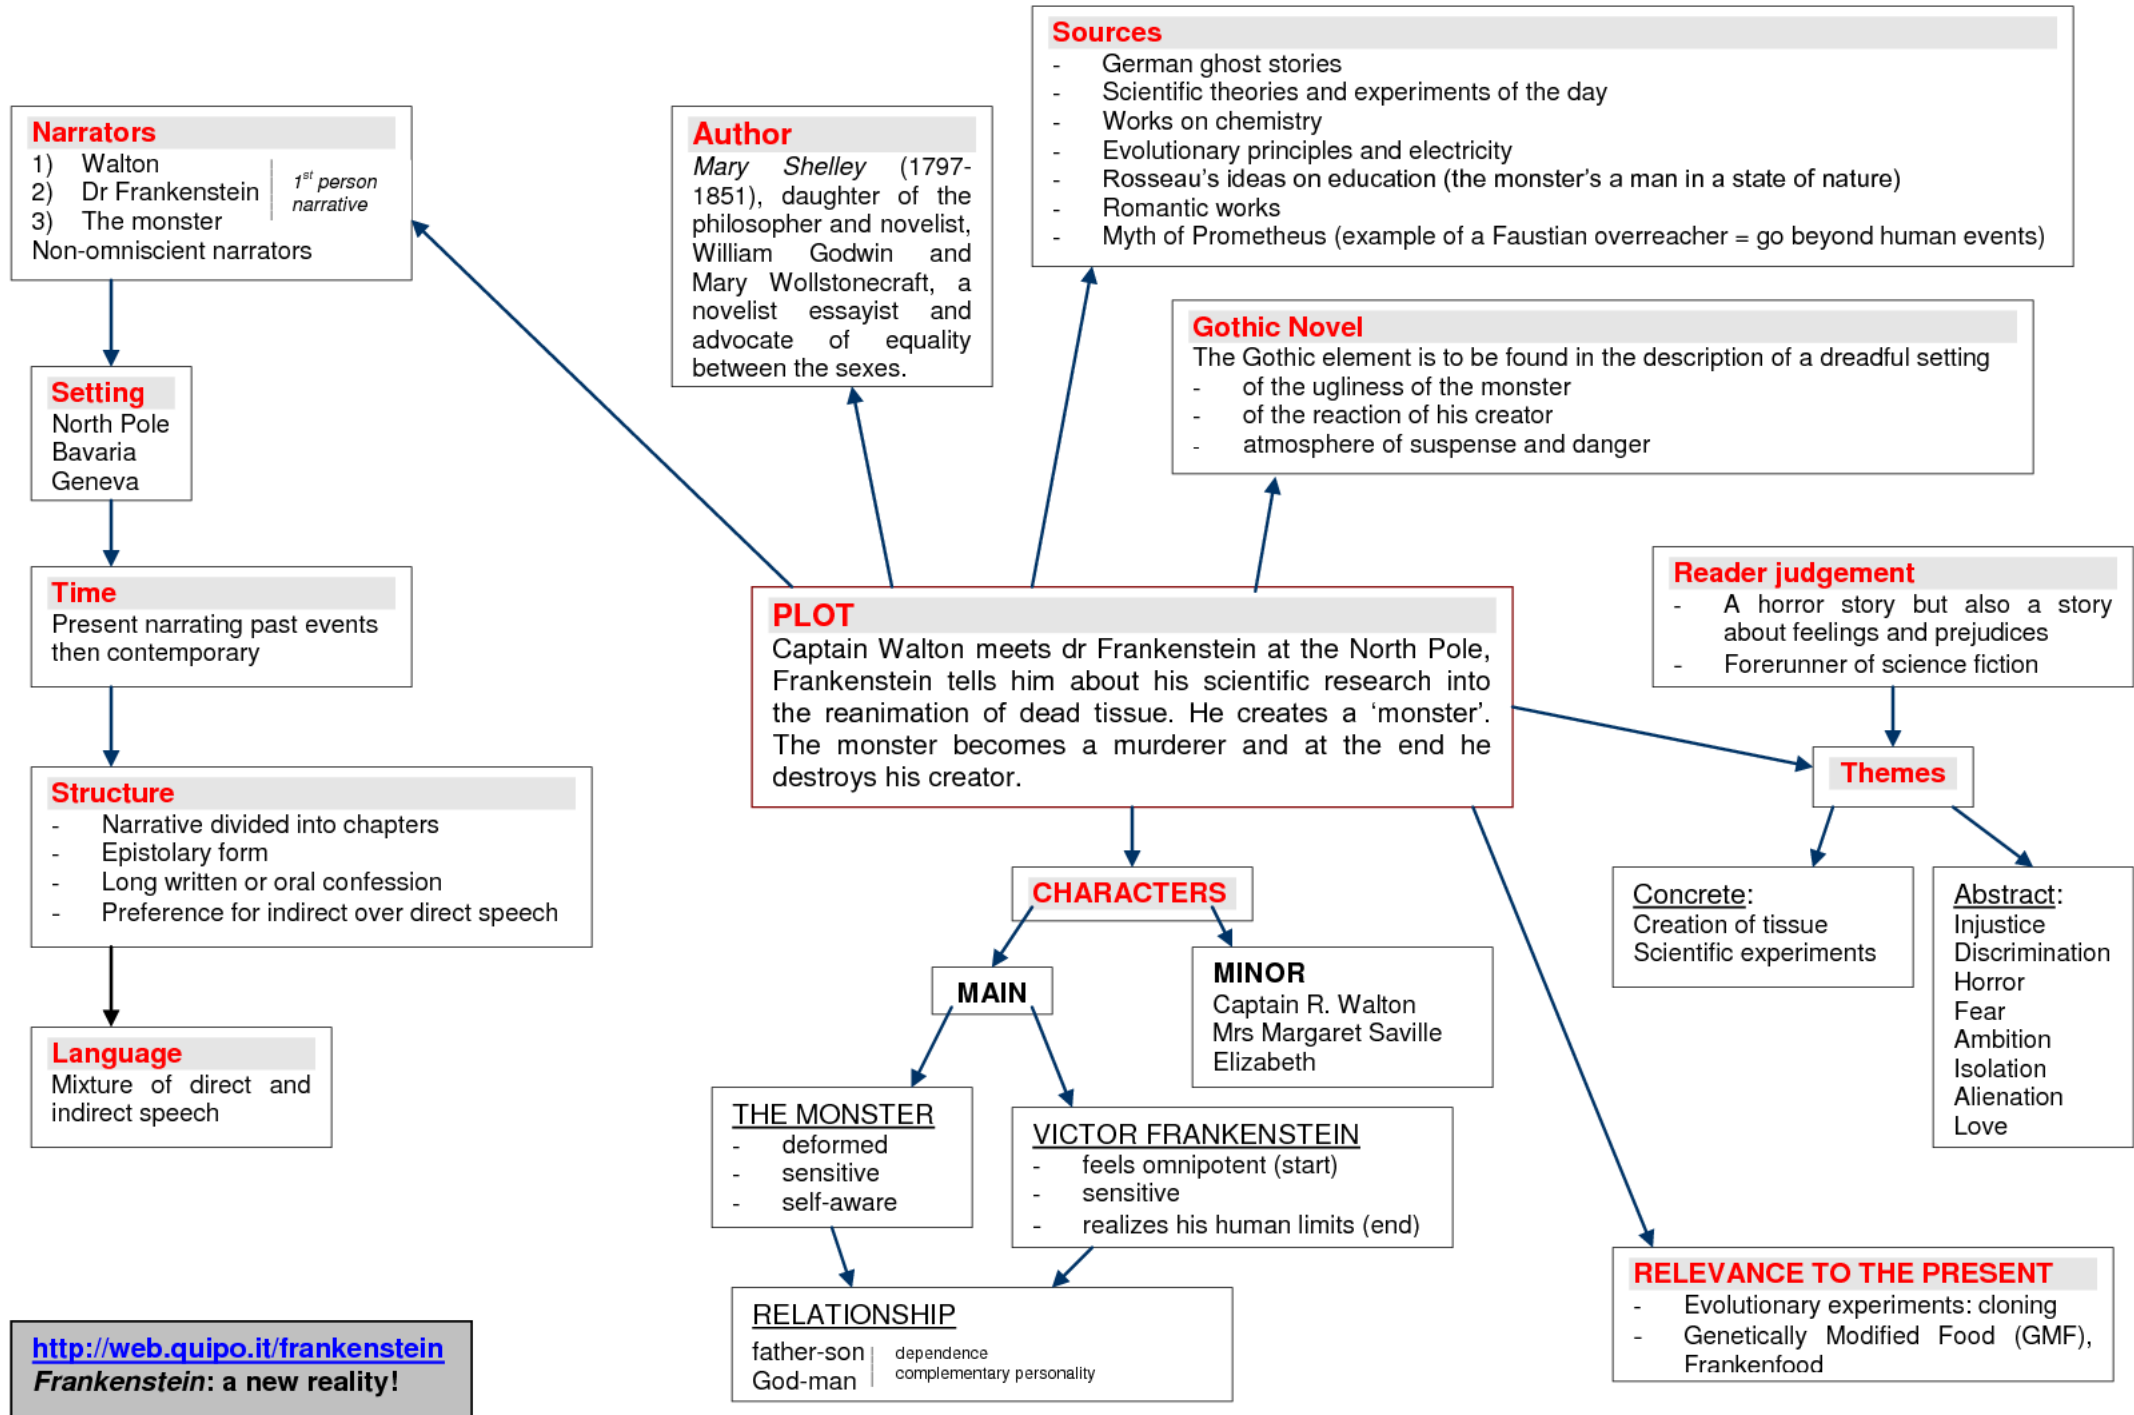 Sources
- German ghost stories
- Scientific theories and experiments of the day
- Works on chemistry
- Evolutionary principles and electricity
- Rosseau's ideas on education (the monster's a man in a state of nature)
- Romantic works
- Myth of Prometheus (example of a Faustian overreacher = go beyond human events)
Narrators
1) Walton
2) Dr Frankenstein
3) The monster
1st person
narrative
Non-omniscient narrators
Author
Mary Shelley (1797-
1851), daughter of the
philosopher and novelist,
William Godwin and
Mary Wollstonecraft, a
novelist essayist and
advocate of equality
between the sexes.
Gothic Novel
The Gothic element is to be found in the description of a dreadful setting
- of the ugliness of the monster
- of the reaction of his creator
- atmosphere of suspense and danger
Setting
North Pole
Bavaria
Geneva
Time
Present narrating past events
then contemporary
PLOT
Captain Walton meets dr Frankenstein at the North Pole,
Frankenstein tells him about his scientific research into
the reanimation of dead tissue. He creates a ‘monster’.
The monster becomes a murderer and at the end he
destroys his creator.
Reader judgement
- A horror story but also a story
about feelings and prejudices
- Forerunner of science fiction
Themes
Structure
- Narrative divided into chapters
- Epistolary form
- Long written or oral confession
- Preference for indirect over direct speech
CHARACTERS
Concrete:
Creation of tissue
Scientific experiments
Abstract:
Injustice
Discrimination
Horror
Fear
Ambition
Isolation
Alienation
Love
MAIN
MINOR
Captain R. Walton
Mrs Margaret Saville
Elizabeth
Language
Mixture of direct and
indirect speech
THE MONSTER
- deformed
- sensitive
- self-aware
VICTOR FRANKENSTEIN
- feels omnipotent (start)
- sensitive
- realizes his human limits (end)
RELATIONSHIP
father-son
God-man
dependence
complementary personality
RELEVANCE TO THE PRESENT
- Evolutionary experiments: cloning
- Genetically Modified Food (GMF),
Frankenfood
http://web.quipo.it/frankenstein
Frankenstein: a new reality!